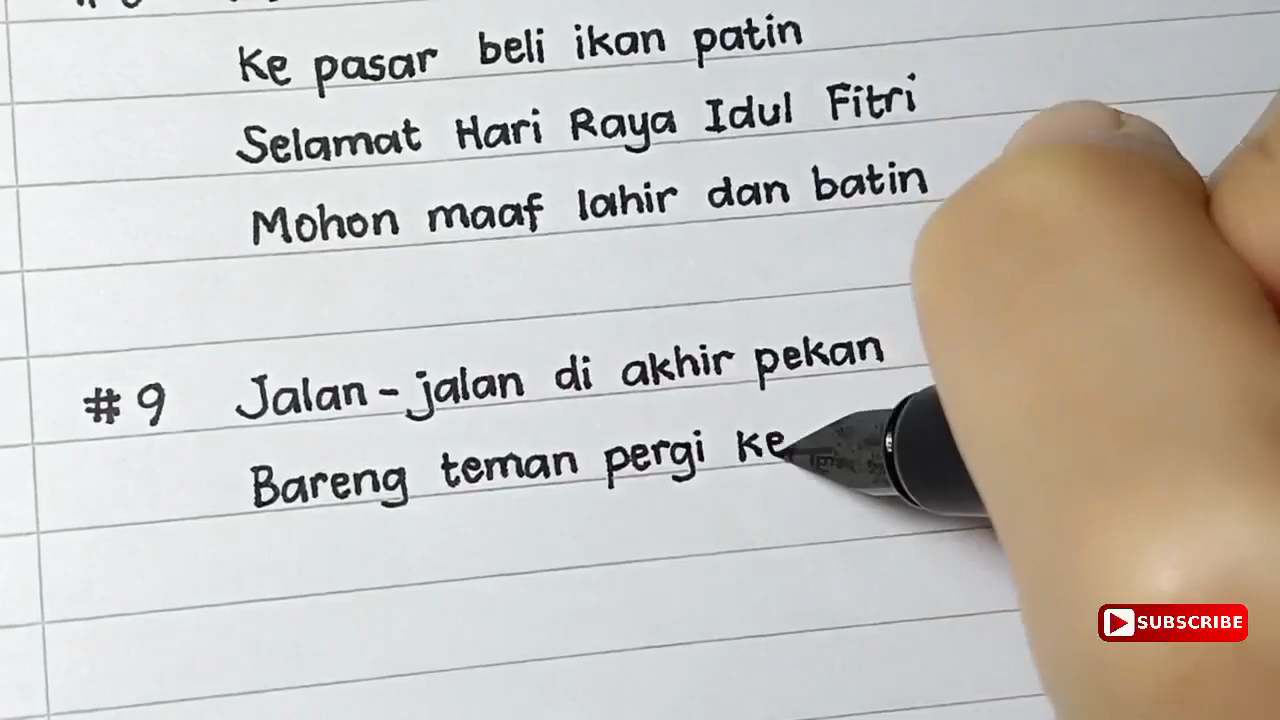 Ke pasar beli ikan patin
Selamat Hari Raya Idul Fitri
Mohon maaf lahir dan batin
#9 Jalan-jalan di akhir pekan
Bareng teman pergi ke
SUBSCRIBE